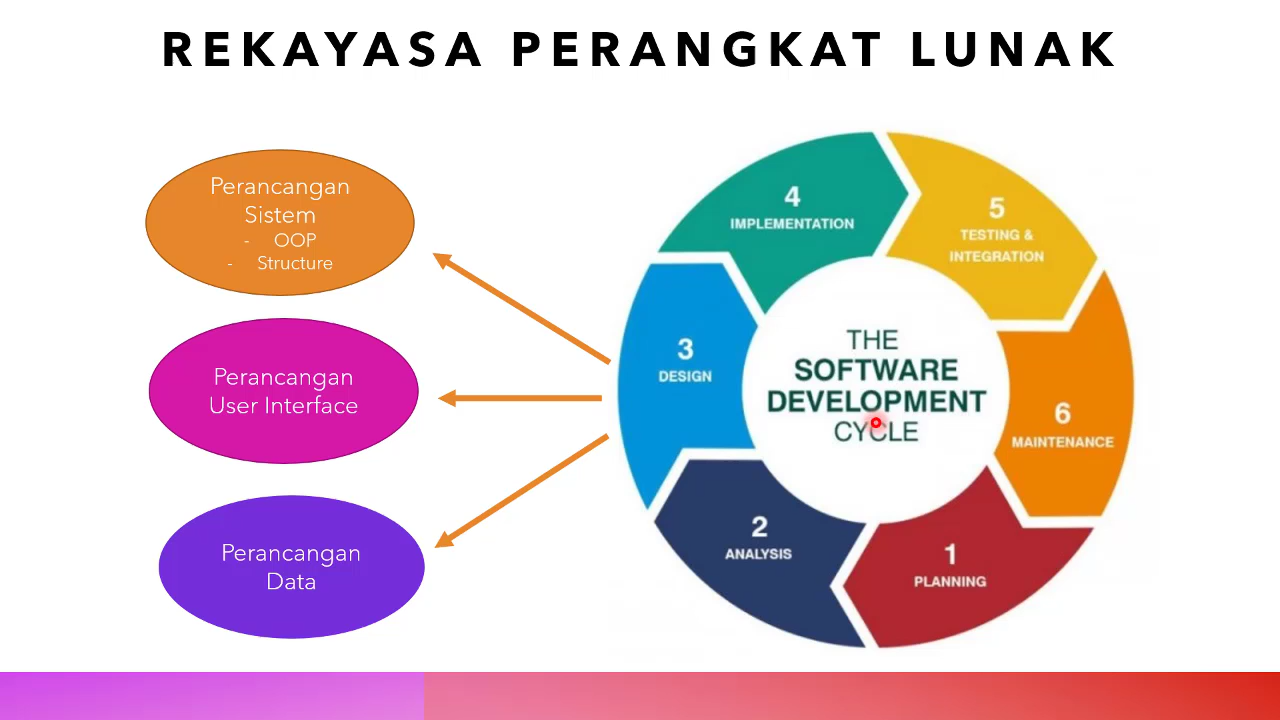 REKAYASA PERANGKAT LUNAK
Perancangan
Sistem
- OOP
- Structure
Perancangan
User Interface
Perancangan
Data
4
IMPLEMENTATION
5
TESTING &
INTEGRATION
3
DESIGN
THE
SOFTWARE
DEVELOPMENT
CYCLE
6
MAINTENANCE
2
ANALYSIS
1
PLANNING